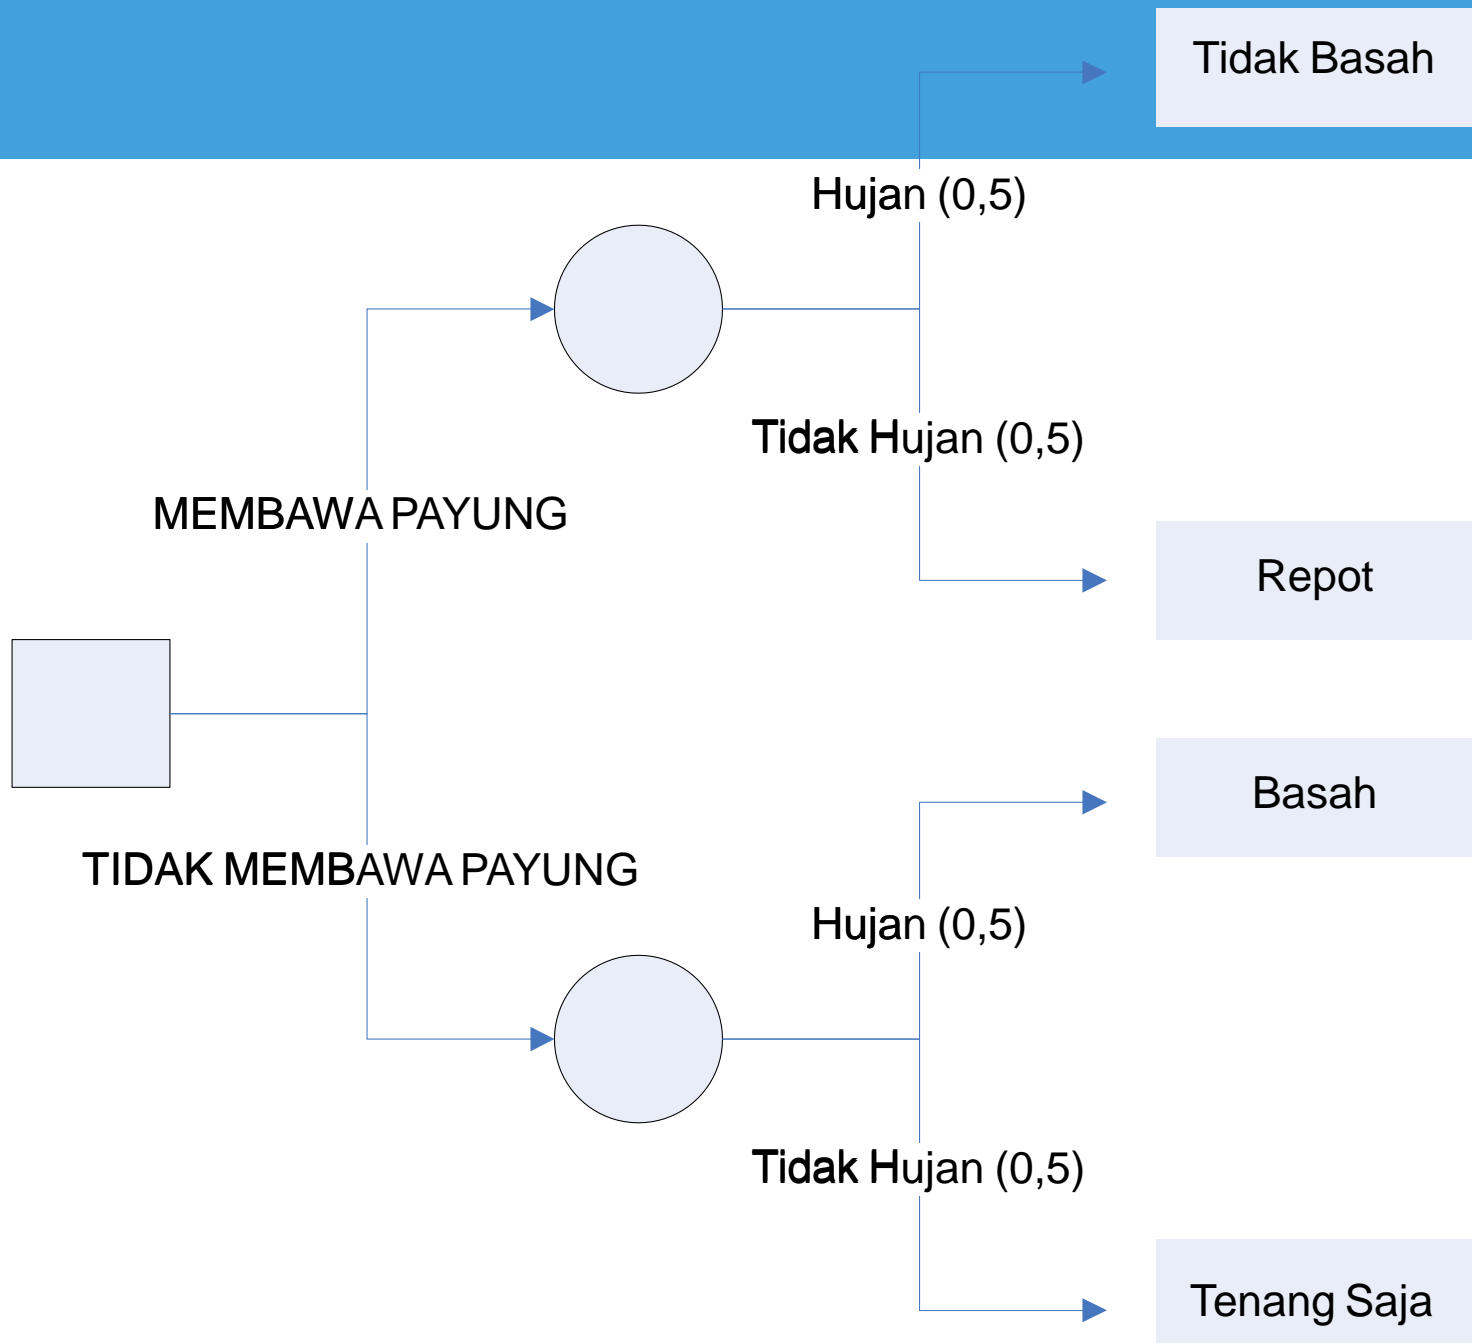 Tidak Basah
Hujan (0,5)
Tidak Hujan (0,5)
MEMBAWA PAYUNG
Repot
Basah
TIDAK MEMBAWA PAYUNG
Hujan (0,5)
Tidak Hujan (0,5)
Tenang Saja